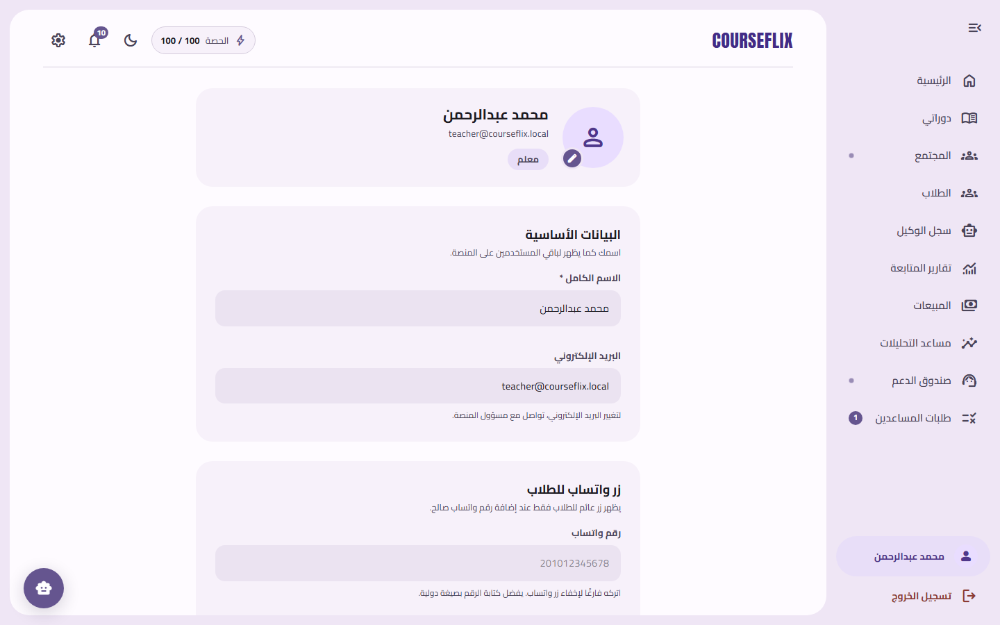 COURSEFLIX
الحصة 100 / 100
10
الرئيسية
دوراتي
المجتمع
الطلاب
سجل الوكيل
تقارير المتابعة
المبيعات
مساعد التحليلات
صندوق الدعم
طلبات المساعدين
1
محمد عبدالرحمن
تسجيل الخروج
محمد عبدالرحمن
teacher@courseflix.local
معلم
البيانات الأساسية
اسمك كما يظهر لباقي المستخدمين على المنصة.
الاسم الكامل *
محمد عبدالرحمن
البريد الإلكتروني
teacher@courseflix.local
لتغيير البريد الإلكتروني، تواصل مع مسؤول المنصة.
زر واتساب للطلاب
يظهر زر عائم للطلاب فقط عند إضافة رقم واتساب صالح.
رقم واتساب
201012345678
اتركه فارغًا لإخفاء زر واتساب. يفضل كتابة الرقم بصيغة دولية.